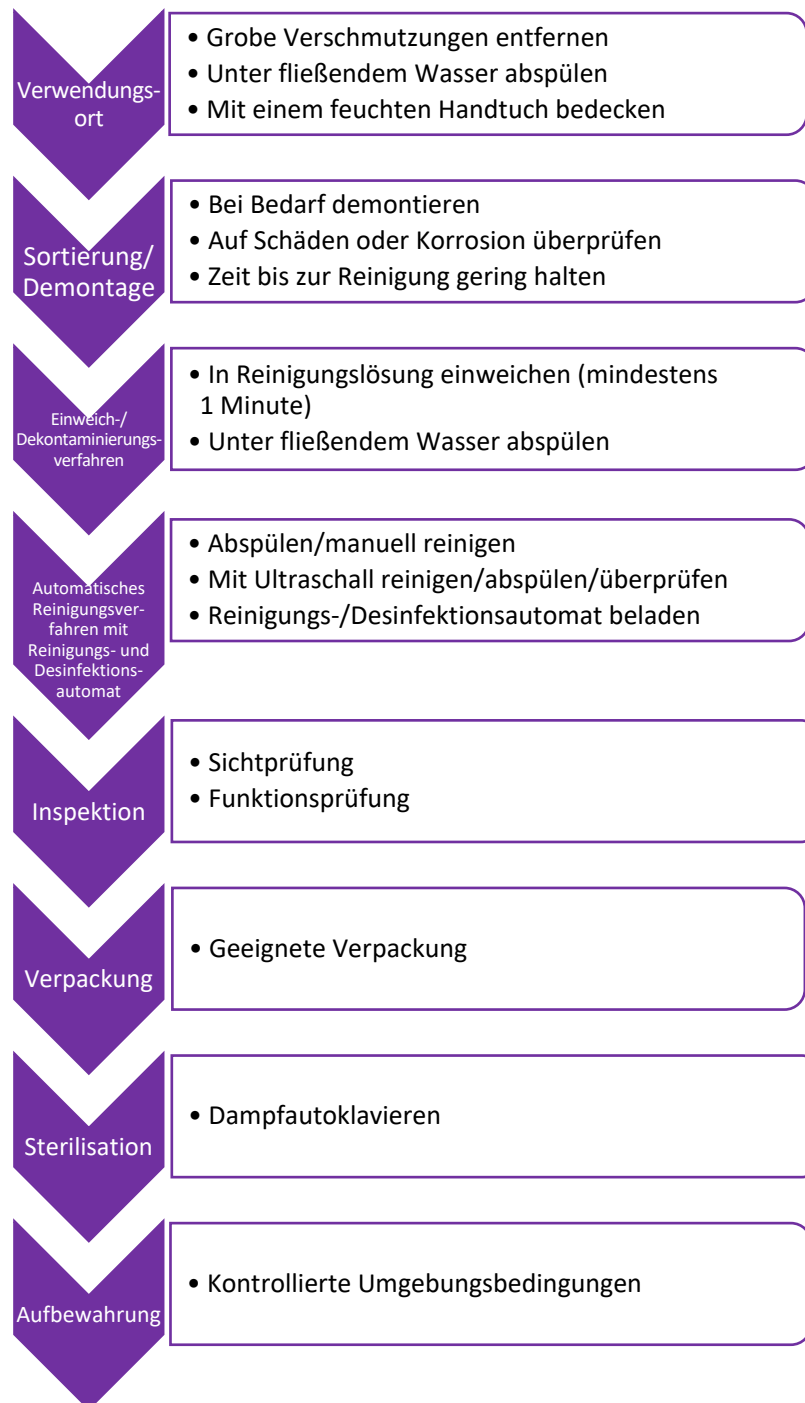 Verwendungs-
ort
• Grobe Verschmutzungen entfernen
• Unter fließendem Wasser abspülen
• Mit einem feuchten Handtuch bedecken
Sortierung/
Demontage
• Bei Bedarf demontieren
• Auf Schäden oder Korrosion überprüfen
• Zeit bis zur Reinigung gering halten
Einweich-/
Dekontaminierungs-
verfahren
• In Reinigungslösung einweichen (mindestens
1 Minute)
• Unter fließendem Wasser abspülen
Automatisches
Reinigungsver-
fahren mit
Reinigungs- und
Desinfektions-
automat
• Abspülen/manuell reinigen
• Mit Ultraschall reinigen/abspülen/überprüfen
• Reinigungs-/Desinfektionsautomat beladen
Inspektion
• Sichtprüfung
• Funktionsprüfung
Verpackung
• Geeignete Verpackung
Sterilisation
• Dampfautoklavieren
Aufbewahrung
• Kontrollierte Umgebungsbedingungen